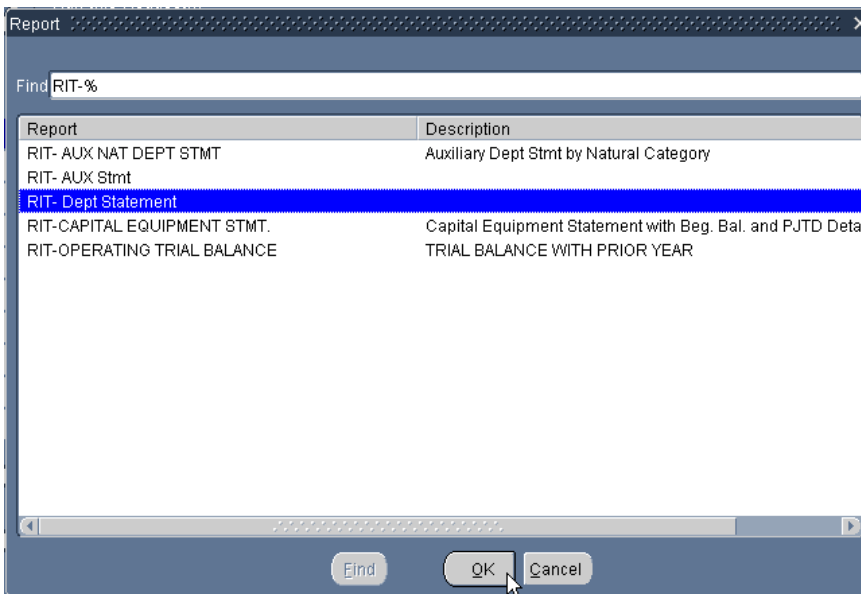 Report
Find RIT-%
Report Description
RIT- AUX NAT DEPT STMT Auxiliary Dept Stmt by Natural Category
RIT- AUX Stmt
RIT- Dept Statement
RIT-CAPITAL EQUIPMENT STMT. Capital Equipment Statement with Beg. Bal. and PJTD Deta
RIT-OPERATING TRIAL BALANCE TRIAL BALANCE WITH PRIOR YEAR
Find OK Cancel